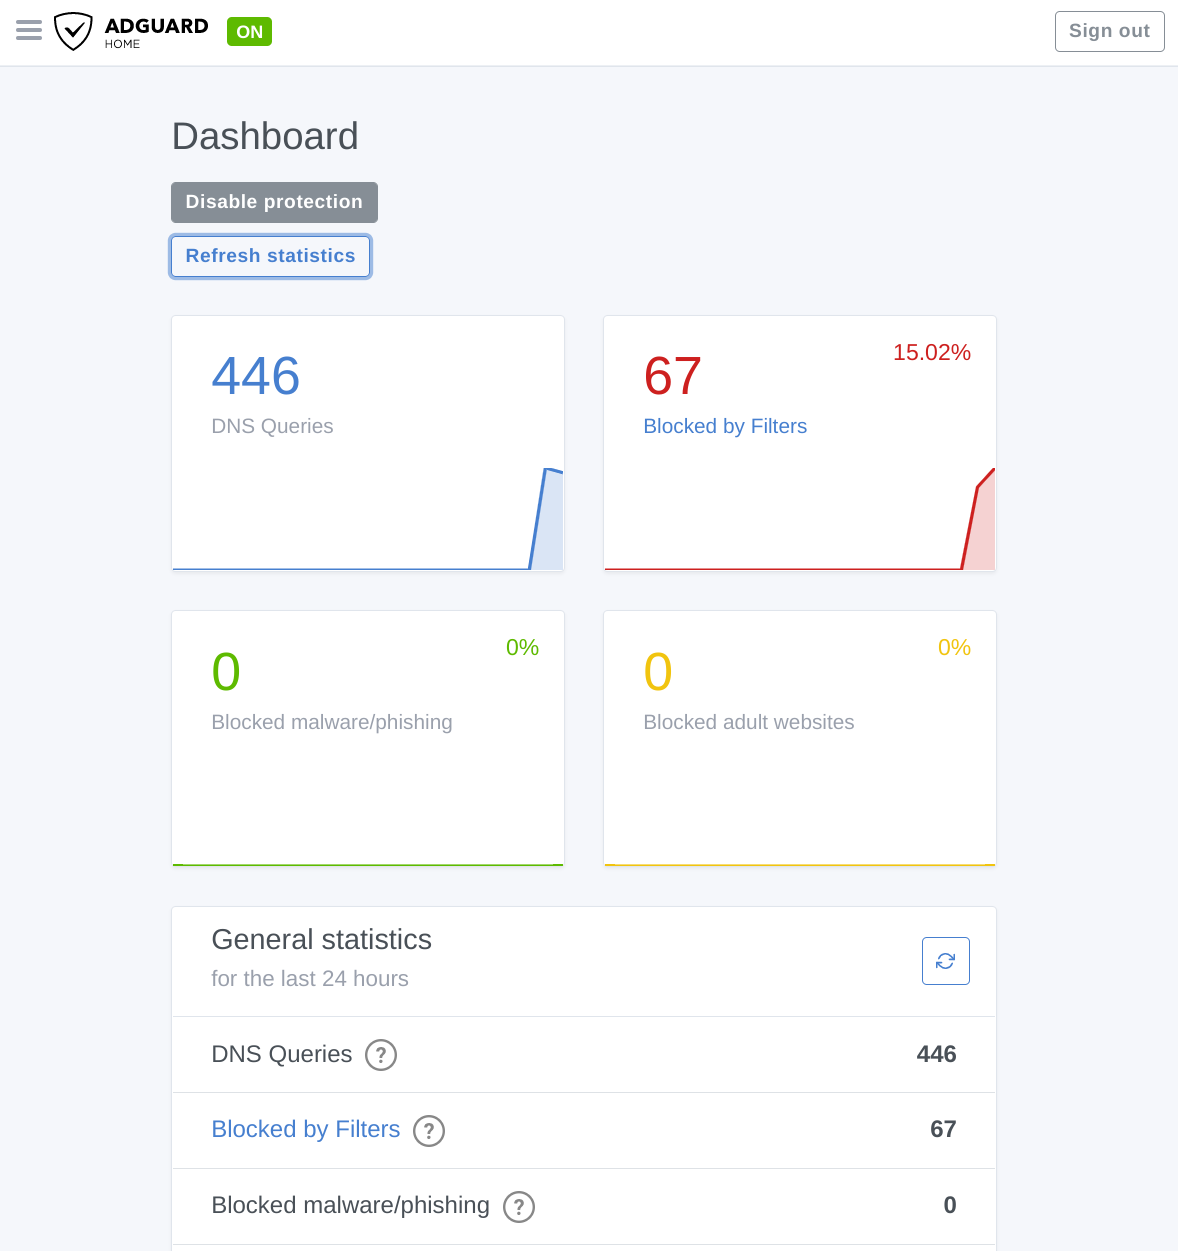 ADGUARD
HOME
ON
Sign out
Dashboard
Disable protection
Refresh statistics
446
DNS Queries
67
15.02%
Blocked by Filters
0
0%
Blocked malware/phishing
0
0%
Blocked adult websites
General statistics
for the last 24 hours
DNS Queries ? 446
Blocked by Filters ? 67
Blocked malware/phishing ? 0